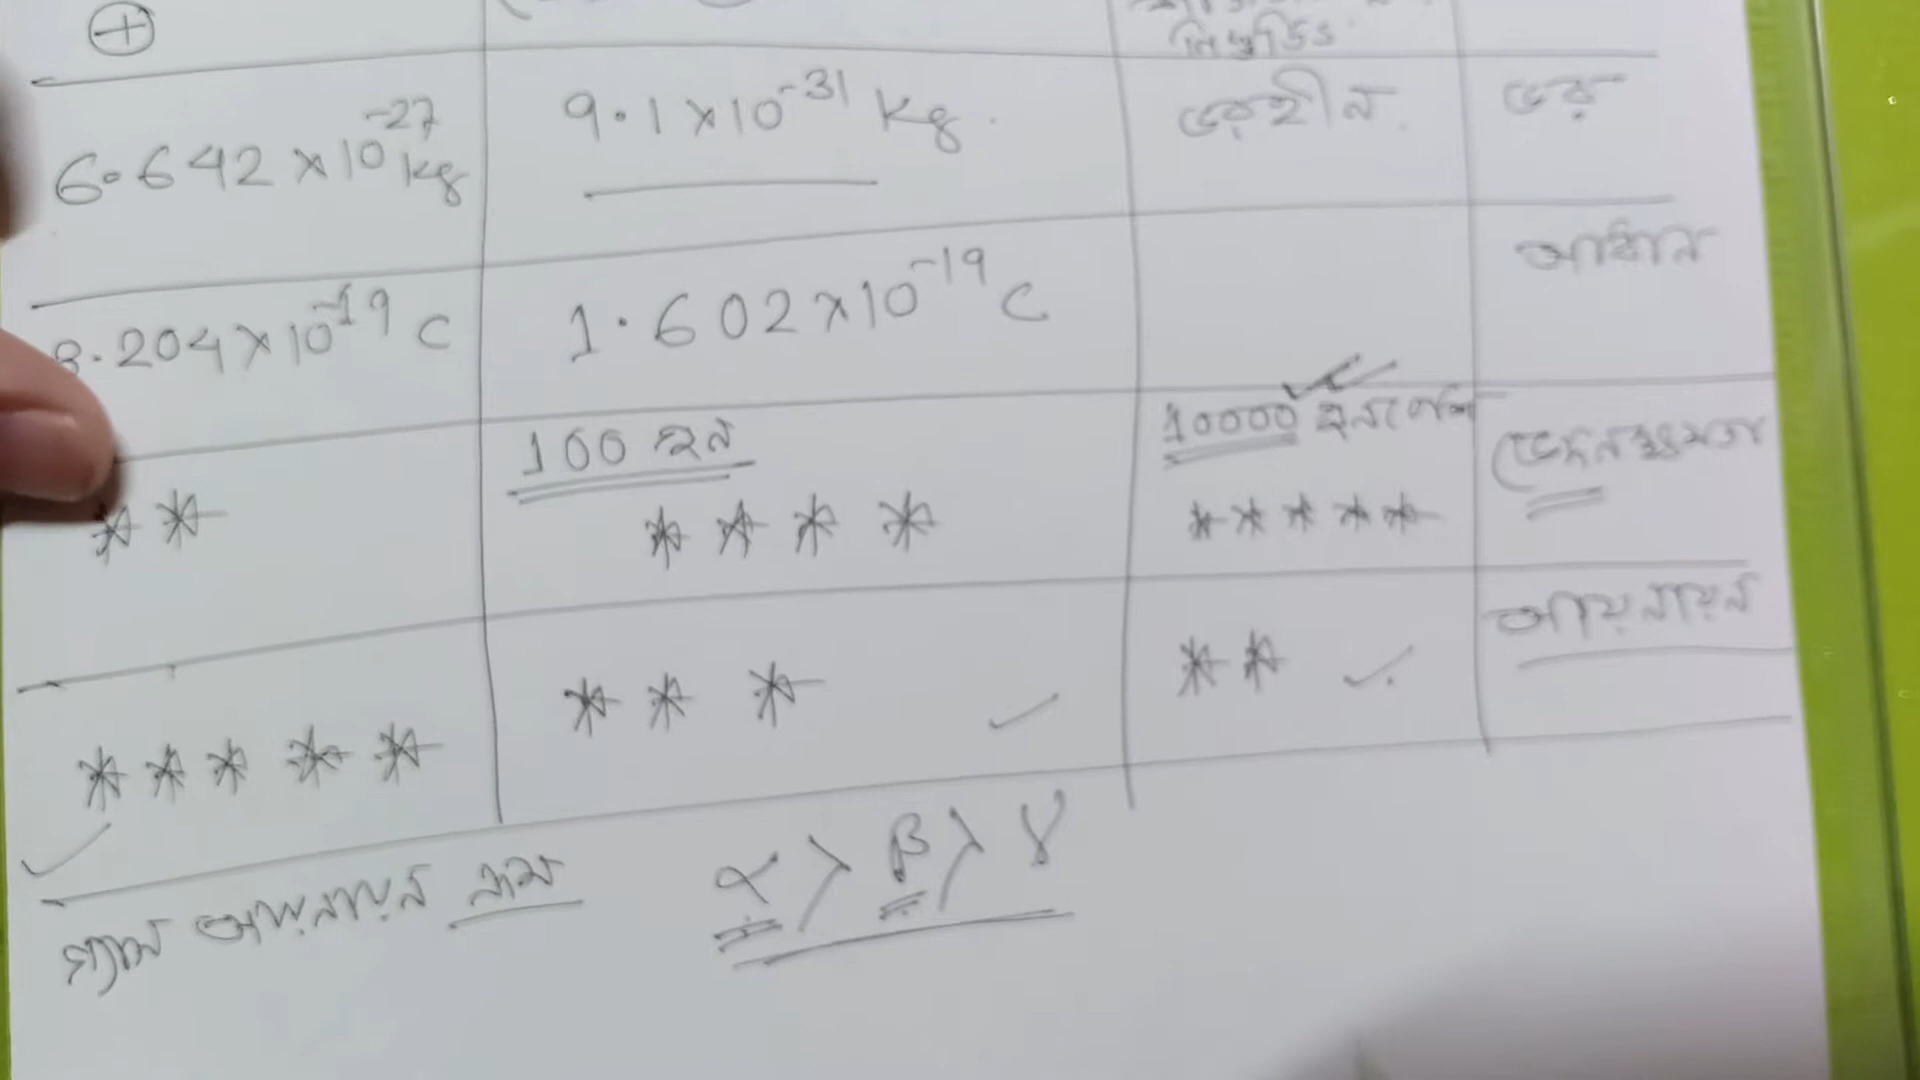 ⊕
6.642 × 10⁻²⁷ kg
9.1 × 10⁻³¹ kg.
ভরহীন.
ভর
3.204 × 10⁻¹⁹ C
1.602 × 10⁻¹⁹ C
আধান
100 গুন
10000
ভেদনক্ষমতা
* *
* * * *
* * * * *
আয়নায়ন
* * * * *
* * *
* *
গ্যাস আয়নায়ন
α > β > γ